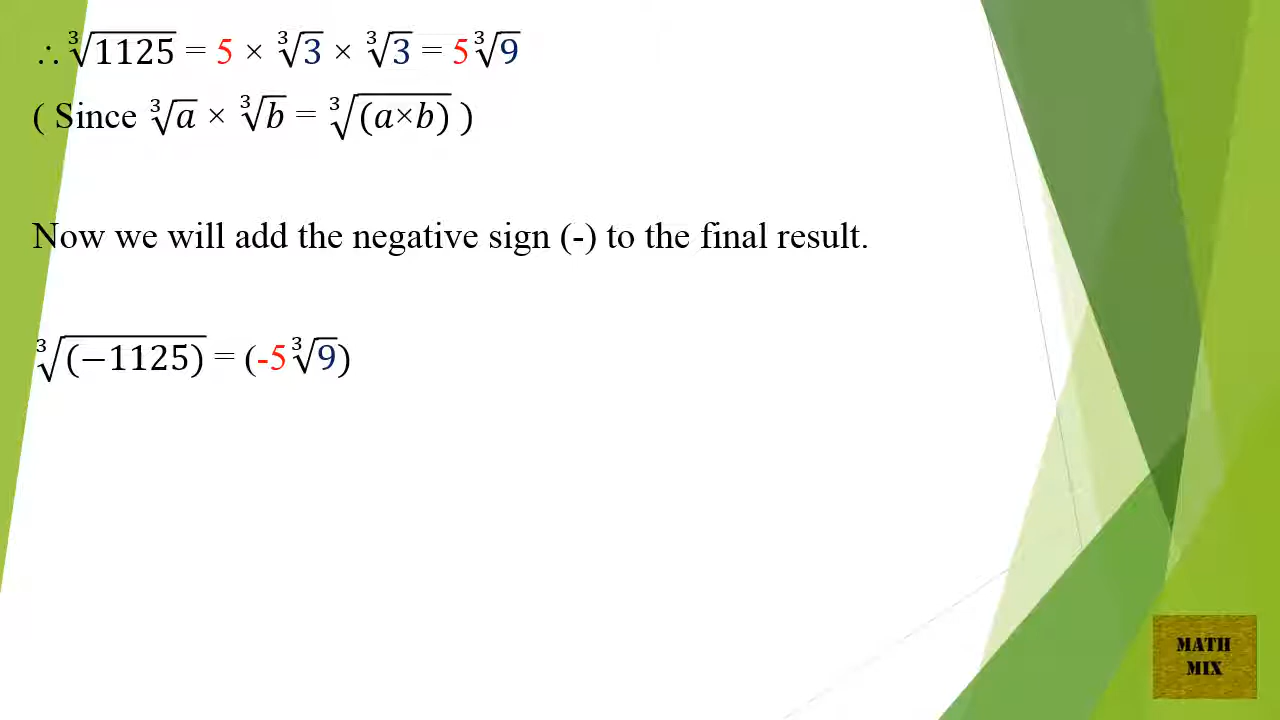 ∴ ∛1125 = 5 × ∛3 × ∛3 = 5∛9
( Since ∛a × ∛b = ∛(a×b) )
Now we will add the negative sign (-) to the final result.
∛(−1125) = (-5∛9)
MATH
MIX